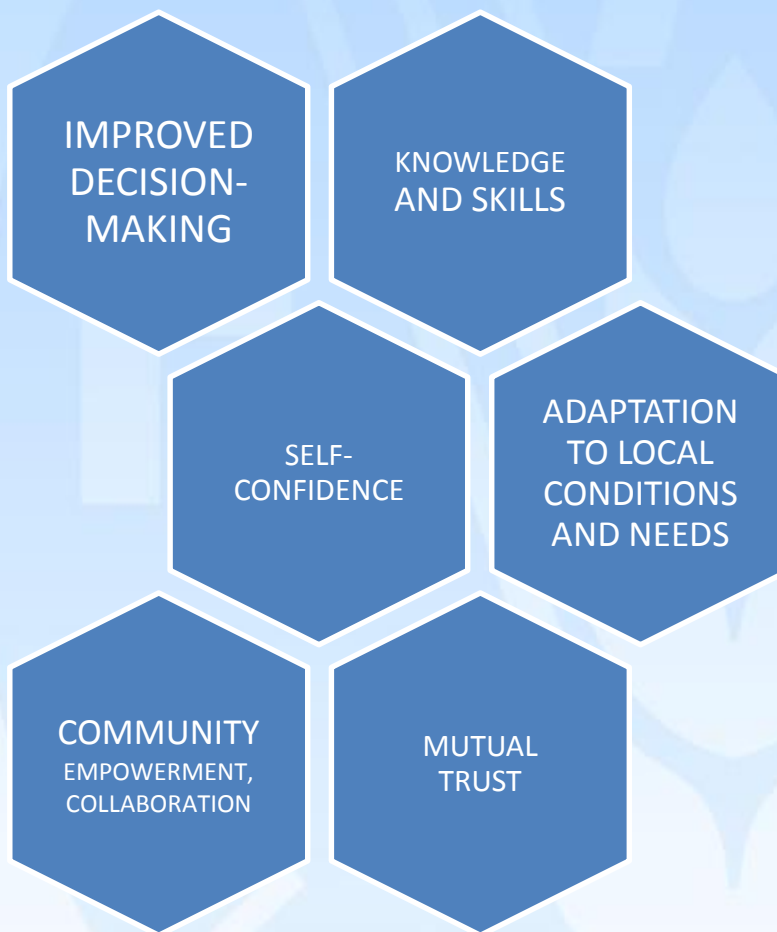 IMPROVED
DECISION-
MAKING
KNOWLEDGE
AND SKILLS
SELF-
CONFIDENCE
ADAPTATION
TO LOCAL
CONDITIONS
AND NEEDS
COMMUNITY
EMPOWERMENT,
COLLABORATION
MUTUAL
TRUST